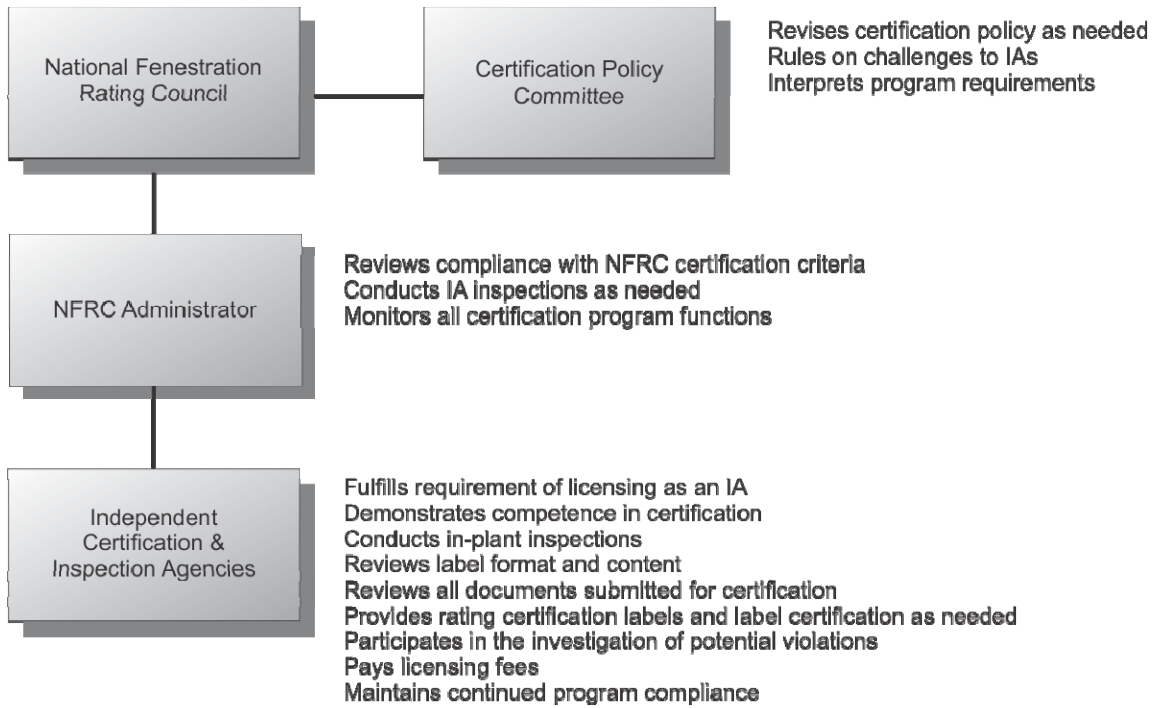 National Fenestration
Rating Council
Certification Policy
Committee
Revises certification policy as needed
Rules on challenges to IAs
Interprets program requirements
NFRC Administrator
Reviews compliance with NFRC certification criteria
Conducts IA inspections as needed
Monitors all certification program functions
Independent
Certification &
Inspection Agencies
Fulfills requirement of licensing as an IA
Demonstrates competence in certification
Conducts in-plant inspections
Reviews label format and content
Reviews all documents submitted for certification
Provides rating certification labels and label certification as needed
Participates in the investigation of potential violations
Pays licensing fees
Maintains continued program compliance